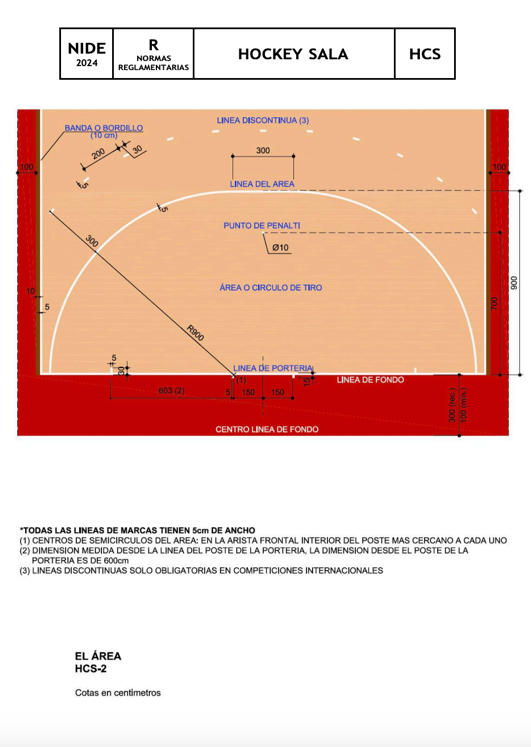 NIDE
2024
R
NORMAS
REGLAMENTARIAS
HOCKEY SALA
HCS
LINEA DISCONTINUA (3)
BANDA O BORDILLO
(10 cm)
200
30
300
100
100
5
LINEA DEL AREA
5
PUNTO DE PENALTI
Ø10
300
ÁREA O CIRCULO DE TIRO
900
700
10
5
R900
5
30
LINEA DE PORTERIA
(1)
15
LINEA DE FONDO
603 (2)
5
150
150
300 (rec.)
100 (mín.)
CENTRO LINEA DE FONDO
*TODAS LAS LINEAS DE MARCAS TIENEN 5cm DE ANCHO
(1) CENTROS DE SEMICIRCULOS DEL AREA: EN LA ARISTA FRONTAL INTERIOR DEL POSTE MAS CERCANO A CADA UNO
(2) DIMENSION MEDIDA DESDE LA LINEA DEL POSTE DE LA PORTERIA, LA DIMENSION DESDE EL POSTE DE LA
PORTERIA ES DE 600cm
(3) LINEAS DISCONTINUAS SOLO OBLIGATORIAS EN COMPETICIONES INTERNACIONALES
EL ÁREA
HCS-2
Cotas en centímetros